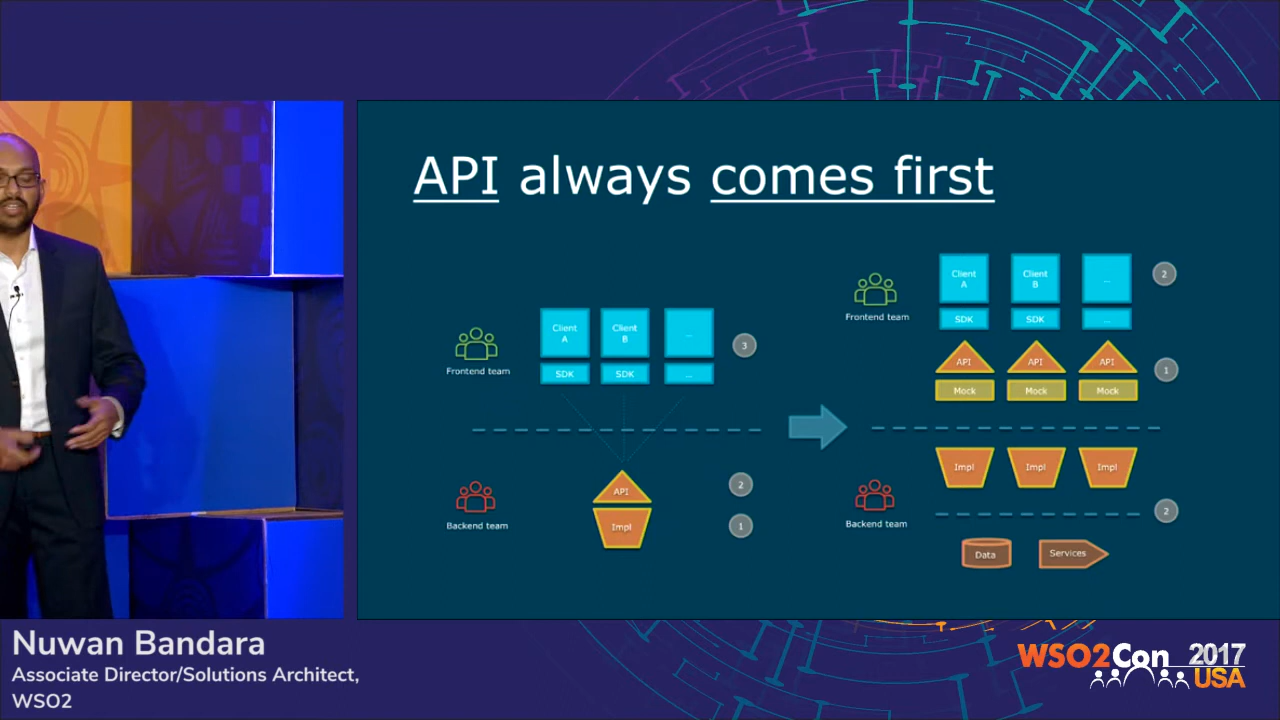 API always comes first
Frontend team
Client
A
Client
B
...
SDK
SDK
...
3
Backend team
API
Impl
2
1
Frontend team
Client
A
Client
B
...
SDK
SDK
...
2
API
API
API
Mock
Mock
Mock
1
Backend team
Impl
Impl
Impl
2
Data
Services
Nuwan Bandara
Associate Director/Solutions Architect,
WSO2
WSO2Con 2017
USA